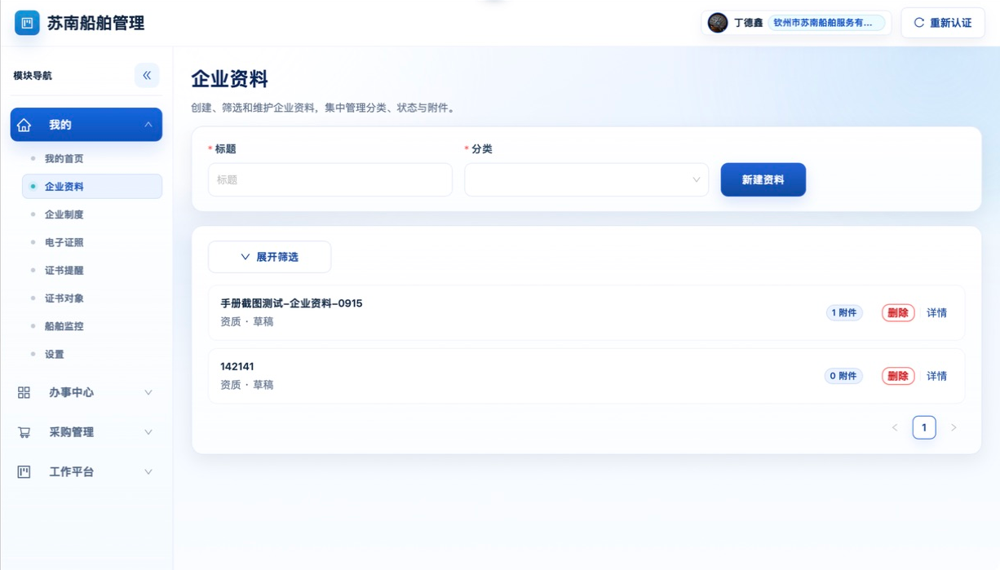 苏南船舶管理
丁德鑫 钦州市苏南船舶服务有... 重新认证
模块导航
我的
我的首页
企业资料
企业制度
电子证照
证书提醒
证书对象
船舶监控
设置
办事中心
采购管理
工作平台
企业资料
创建、筛选和维护企业资料，集中管理分类、状态与附件。
* 标题 * 分类
标题 新建资料
展开筛选
手册截图测试-企业资料-0915
资质 · 草稿
1 附件 删除 详情
142141
资质 · 草稿
0 附件 删除 详情
1